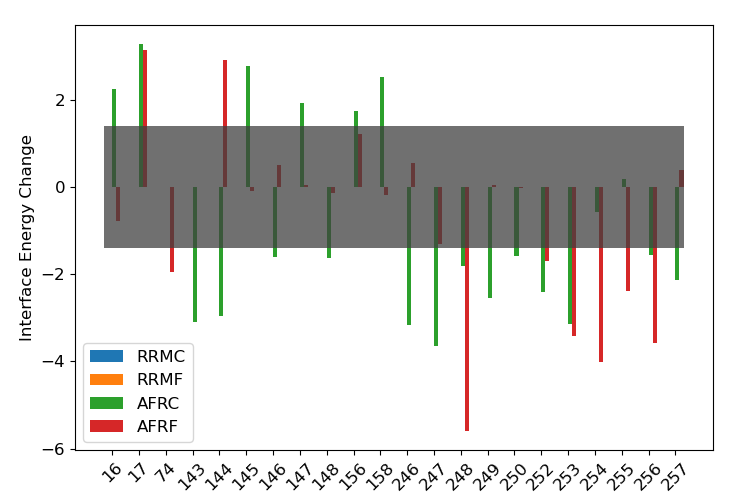 Interface Energy Change
2
0
−2
−4
−6
RRMC
RRMF
AFRC
AFRF
16 17 74 143 144 145 146 147 148 156 158 246 247 248 249 250 252 253 254 255 256 257